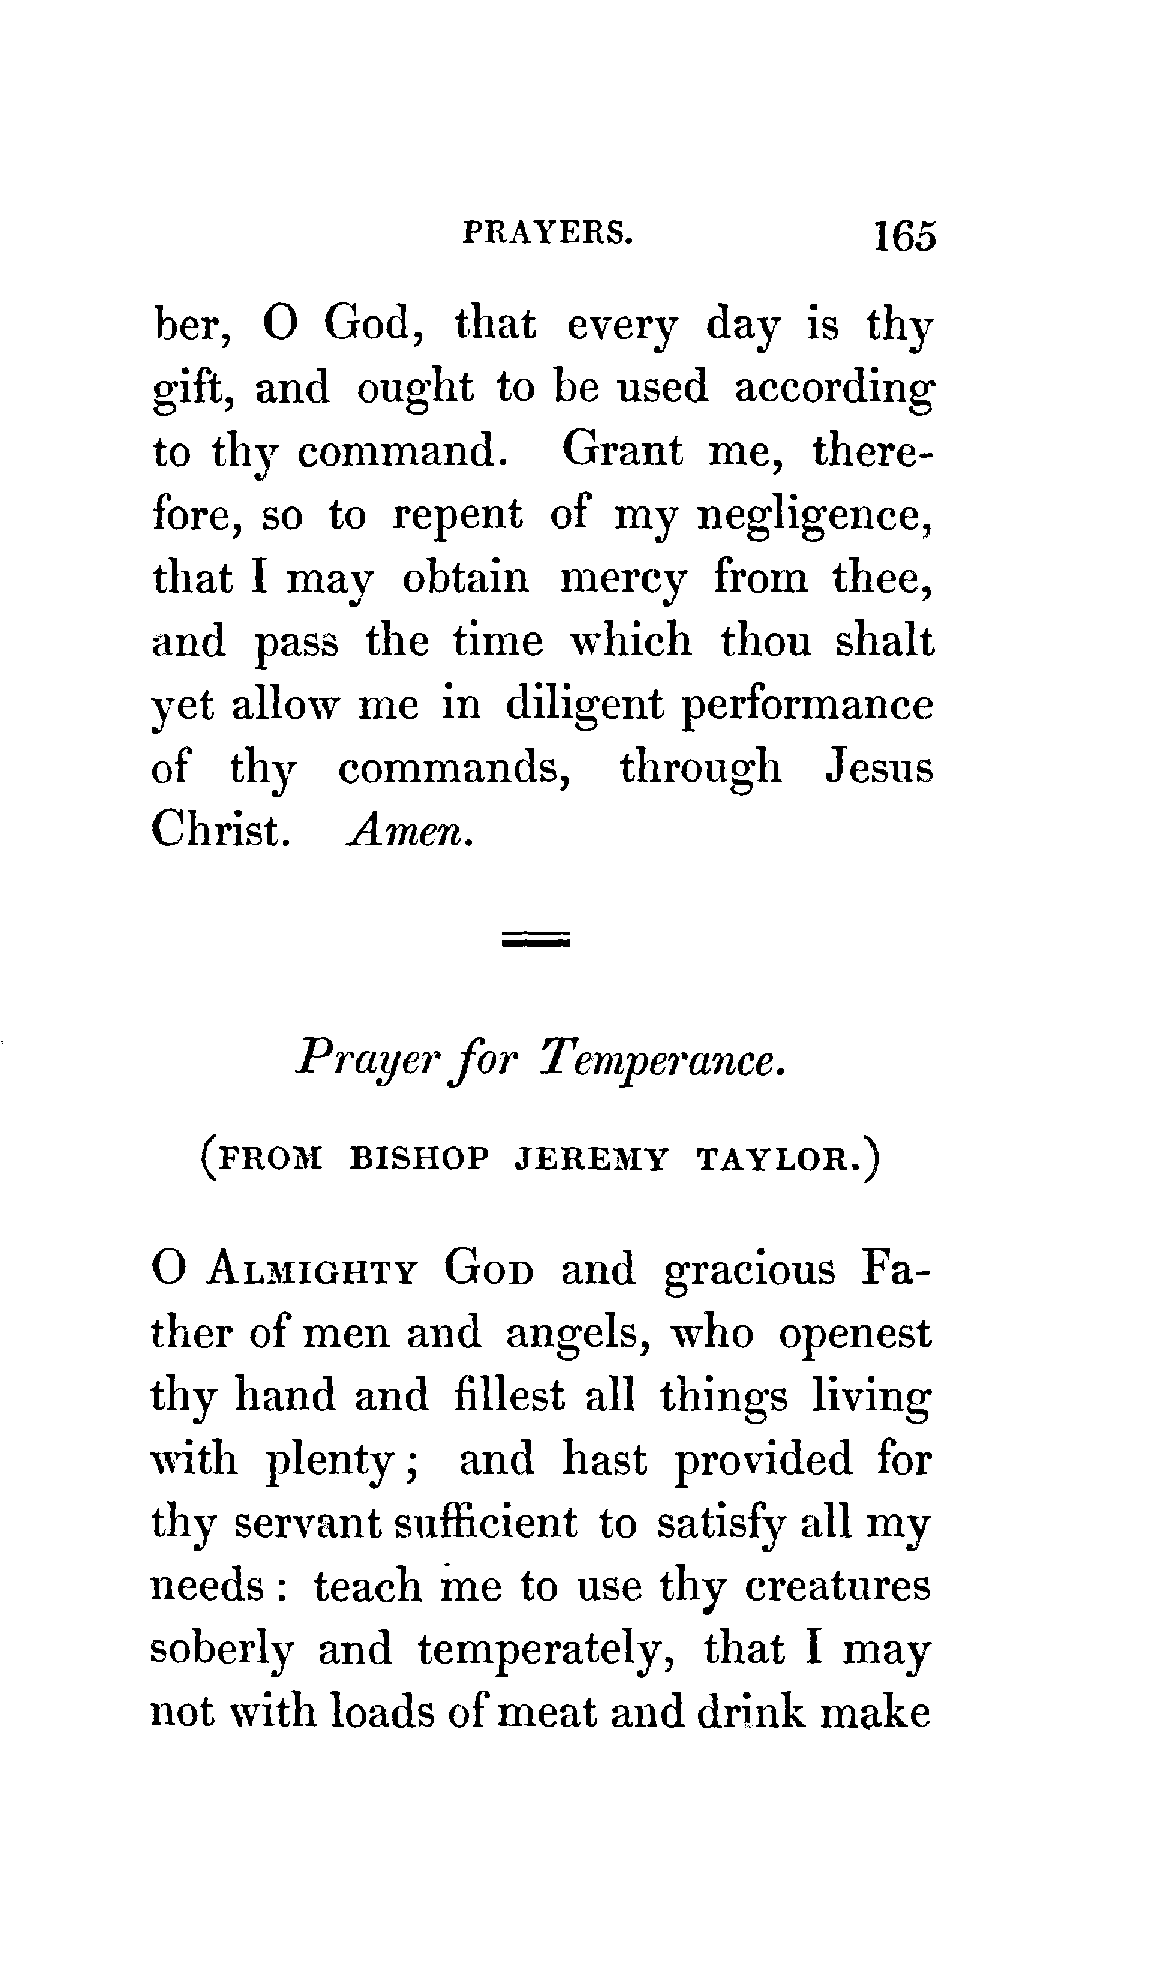 PRAYERS. 165
ber, O God, that every day is thy
gift, and ought to be used according
to thy command. Grant me, there-
fore, so to repent of my negligence,
that I may obtain mercy from thee,
and pass the time which thou shalt
yet allow me in diligent performance
of thy commands, through Jesus
Christ. Amen.
Prayer for Temperance.
(FROM BISHOP JEREMY TAYLOR.)
O ALMIGHTY GOD and gracious Fa-
ther of men and angels, who openest
thy hand and fillest all things living
with plenty; and hast provided for
thy servant sufficient to satisfy all my
needs : teach me to use thy creatures
soberly and temperately, that I may
not with loads of meat and drink make